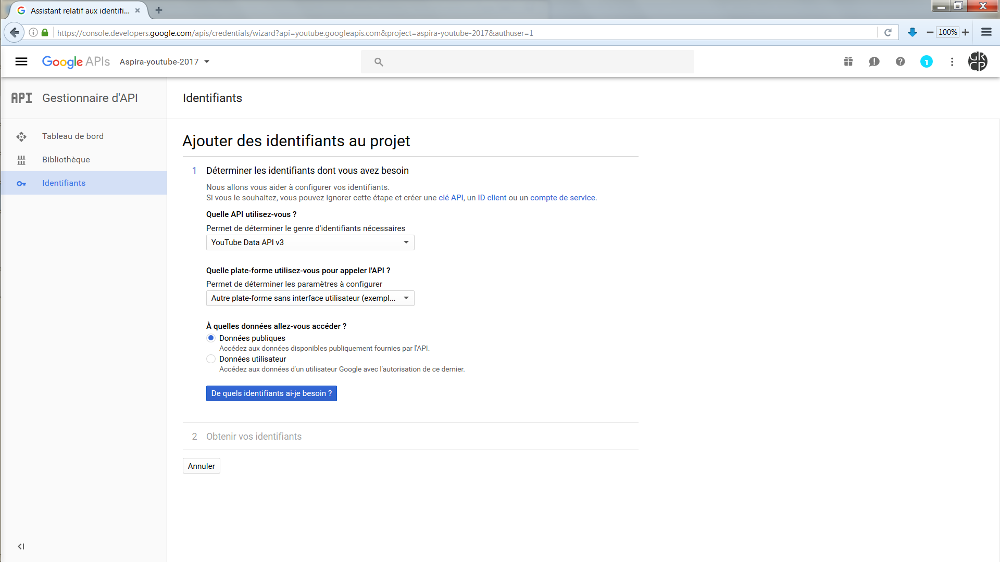 Assistant relatif aux identifi...
https://console.developers.google.com/apis/credentials/wizard?api=youtube.googleapis.com&project=aspira-youtube-2017&authuser=1
100%
Google APIs
Aspira-youtube-2017
1
GRCP
API Gestionnaire d'API
Identifiants
Tableau de bord
Bibliothèque
Identifiants
Ajouter des identifiants au projet
1 Déterminer les identifiants dont vous avez besoin
Nous allons vous aider à configurer vos identifiants.
Si vous le souhaitez, vous pouvez ignorer cette étape et créer une clé API, un ID client ou un compte de service.
Quelle API utilisez-vous ?
Permet de déterminer le genre d'identifiants nécessaires
YouTube Data API v3
Quelle plate-forme utilisez-vous pour appeler l'API ?
Permet de déterminer les paramètres à configurer
Autre plate-forme sans interface utilisateur (exempl...
À quelles données allez-vous accéder ?
Données publiques
Accédez aux données disponibles publiquement fournies par l'API.
Données utilisateur
Accédez aux données d'un utilisateur Google avec l'autorisation de ce dernier.
De quels identifiants ai-je besoin ?
2 Obtenir vos identifiants
Annuler